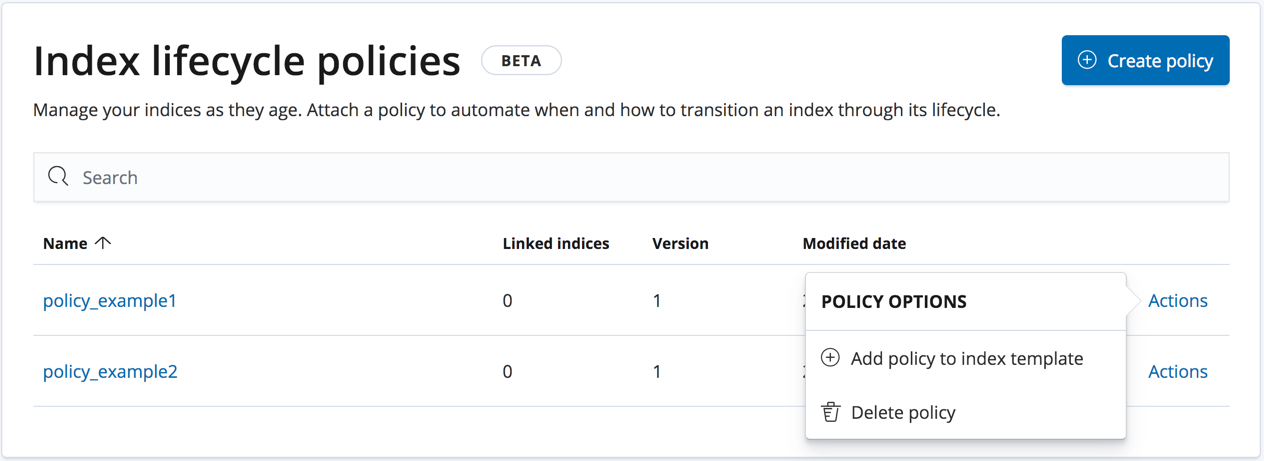 Index lifecycle policies BETA
Create policy
Manage your indices as they age. Attach a policy to automate when and how to transition an index through its lifecycle.
Search
Name Linked indices Version Modified date
policy_example1 0 1 Actions
POLICY OPTIONS
Add policy to index template
policy_example2 0 1 Actions
Delete policy